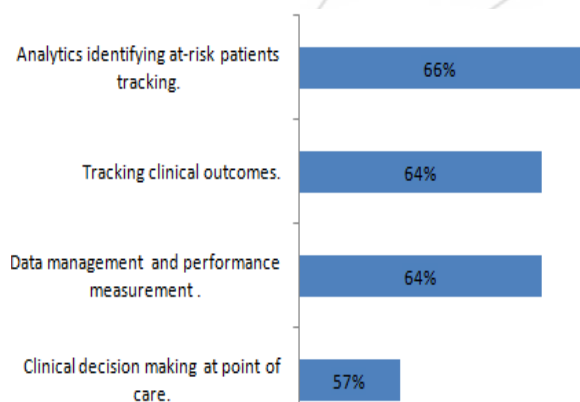 Analytics identifying at-risk patients
tracking.
66%
Tracking clinical outcomes.
64%
Data management and performance
measurement .
64%
Clinical decision making at point of
care.
57%